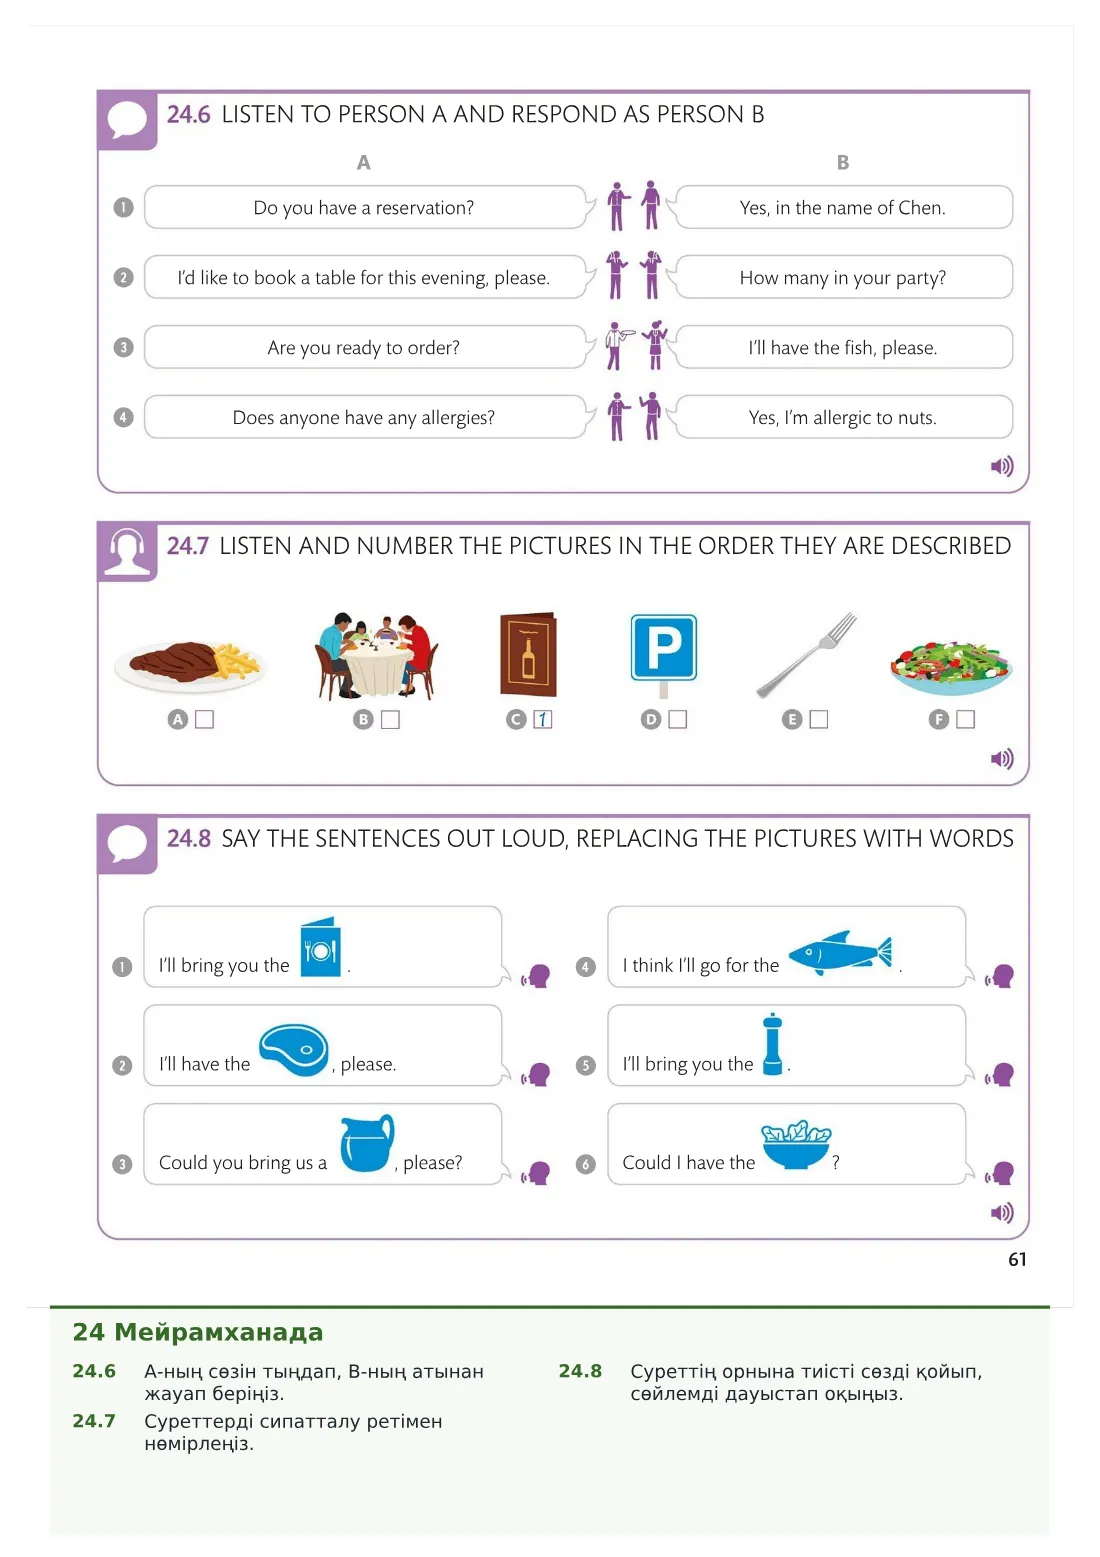 24.6 LISTEN TO PERSON A AND RESPOND AS PERSON B
A B
1 Do you have a reservation? Yes, in the name of Chen.
2 I'd like to book a table for this evening, please. How many in your party?
3 Are you ready to order? I'll have the fish, please.
4 Does anyone have any allergies? Yes, I'm allergic to nuts.
24.7 LISTEN AND NUMBER THE PICTURES IN THE ORDER THEY ARE DESCRIBED
P
A B C 1 D E F
24.8 SAY THE SENTENCES OUT LOUD, REPLACING THE PICTURES WITH WORDS
1 I'll bring you the .
2 I'll have the , please.
3 Could you bring us a , please?
4 I think I'll go for the .
5 I'll bring you the .
6 Could I have the ?
61
24 Мейрамханада
24.6 А-ның сөзін тыңдап, В-ның атынан
жауап беріңіз.
24.7 Суреттерді сипатталу ретімен
нөмірлеңіз.
24.8 Суреттің орнына тиісті сөзді қойып,
сөйлемді дауыстап оқыңыз.